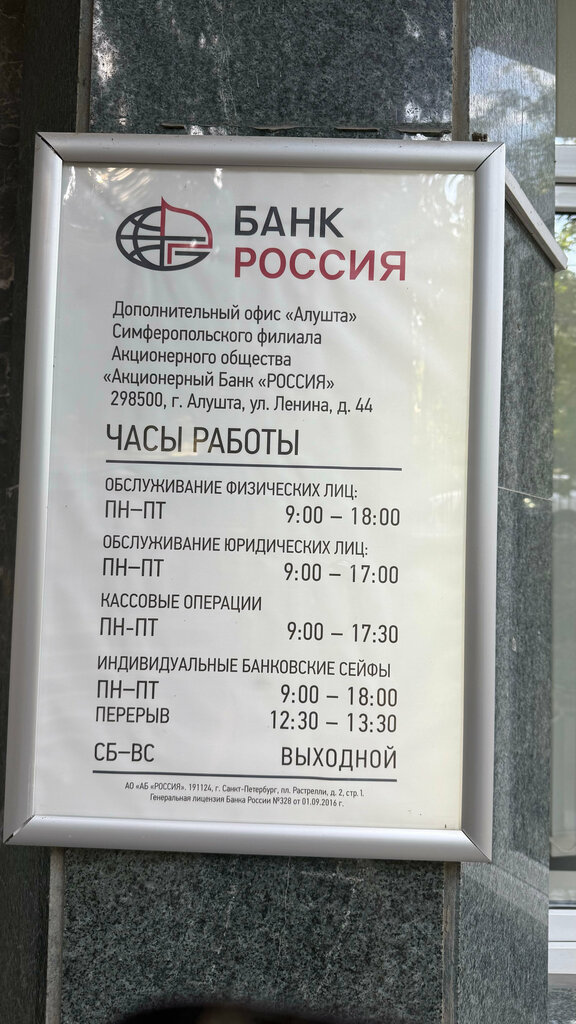 БАНК
РОССИЯ
Дополнительный офис «Алушта»
Симферопольского филиала
Акционерного общества
«Акционерный Банк «РОССИЯ»
298500, г. Алушта, ул. Ленина, д. 44
ЧАСЫ РАБОТЫ
ОБСЛУЖИВАНИЕ ФИЗИЧЕСКИХ ЛИЦ:
ПН–ПТ 9:00 – 18:00
ОБСЛУЖИВАНИЕ ЮРИДИЧЕСКИХ ЛИЦ:
ПН–ПТ 9:00 – 17:00
КАССОВЫЕ ОПЕРАЦИИ
ПН-ПТ 9:00 – 17:30
ИНДИВИДУАЛЬНЫЕ БАНКОВСКИЕ СЕЙФЫ
ПН–ПТ 9:00 – 18:00
ПЕРЕРЫВ 12:30 – 13:30
СБ–ВС ВЫХОДНОЙ
АО «АБ «РОССИЯ». 191124, г. Санкт-Петербург, пл. Растрелли, д. 2, стр. 1.
Генеральная лицензия Банка России №328 от 01.09.2016 г.